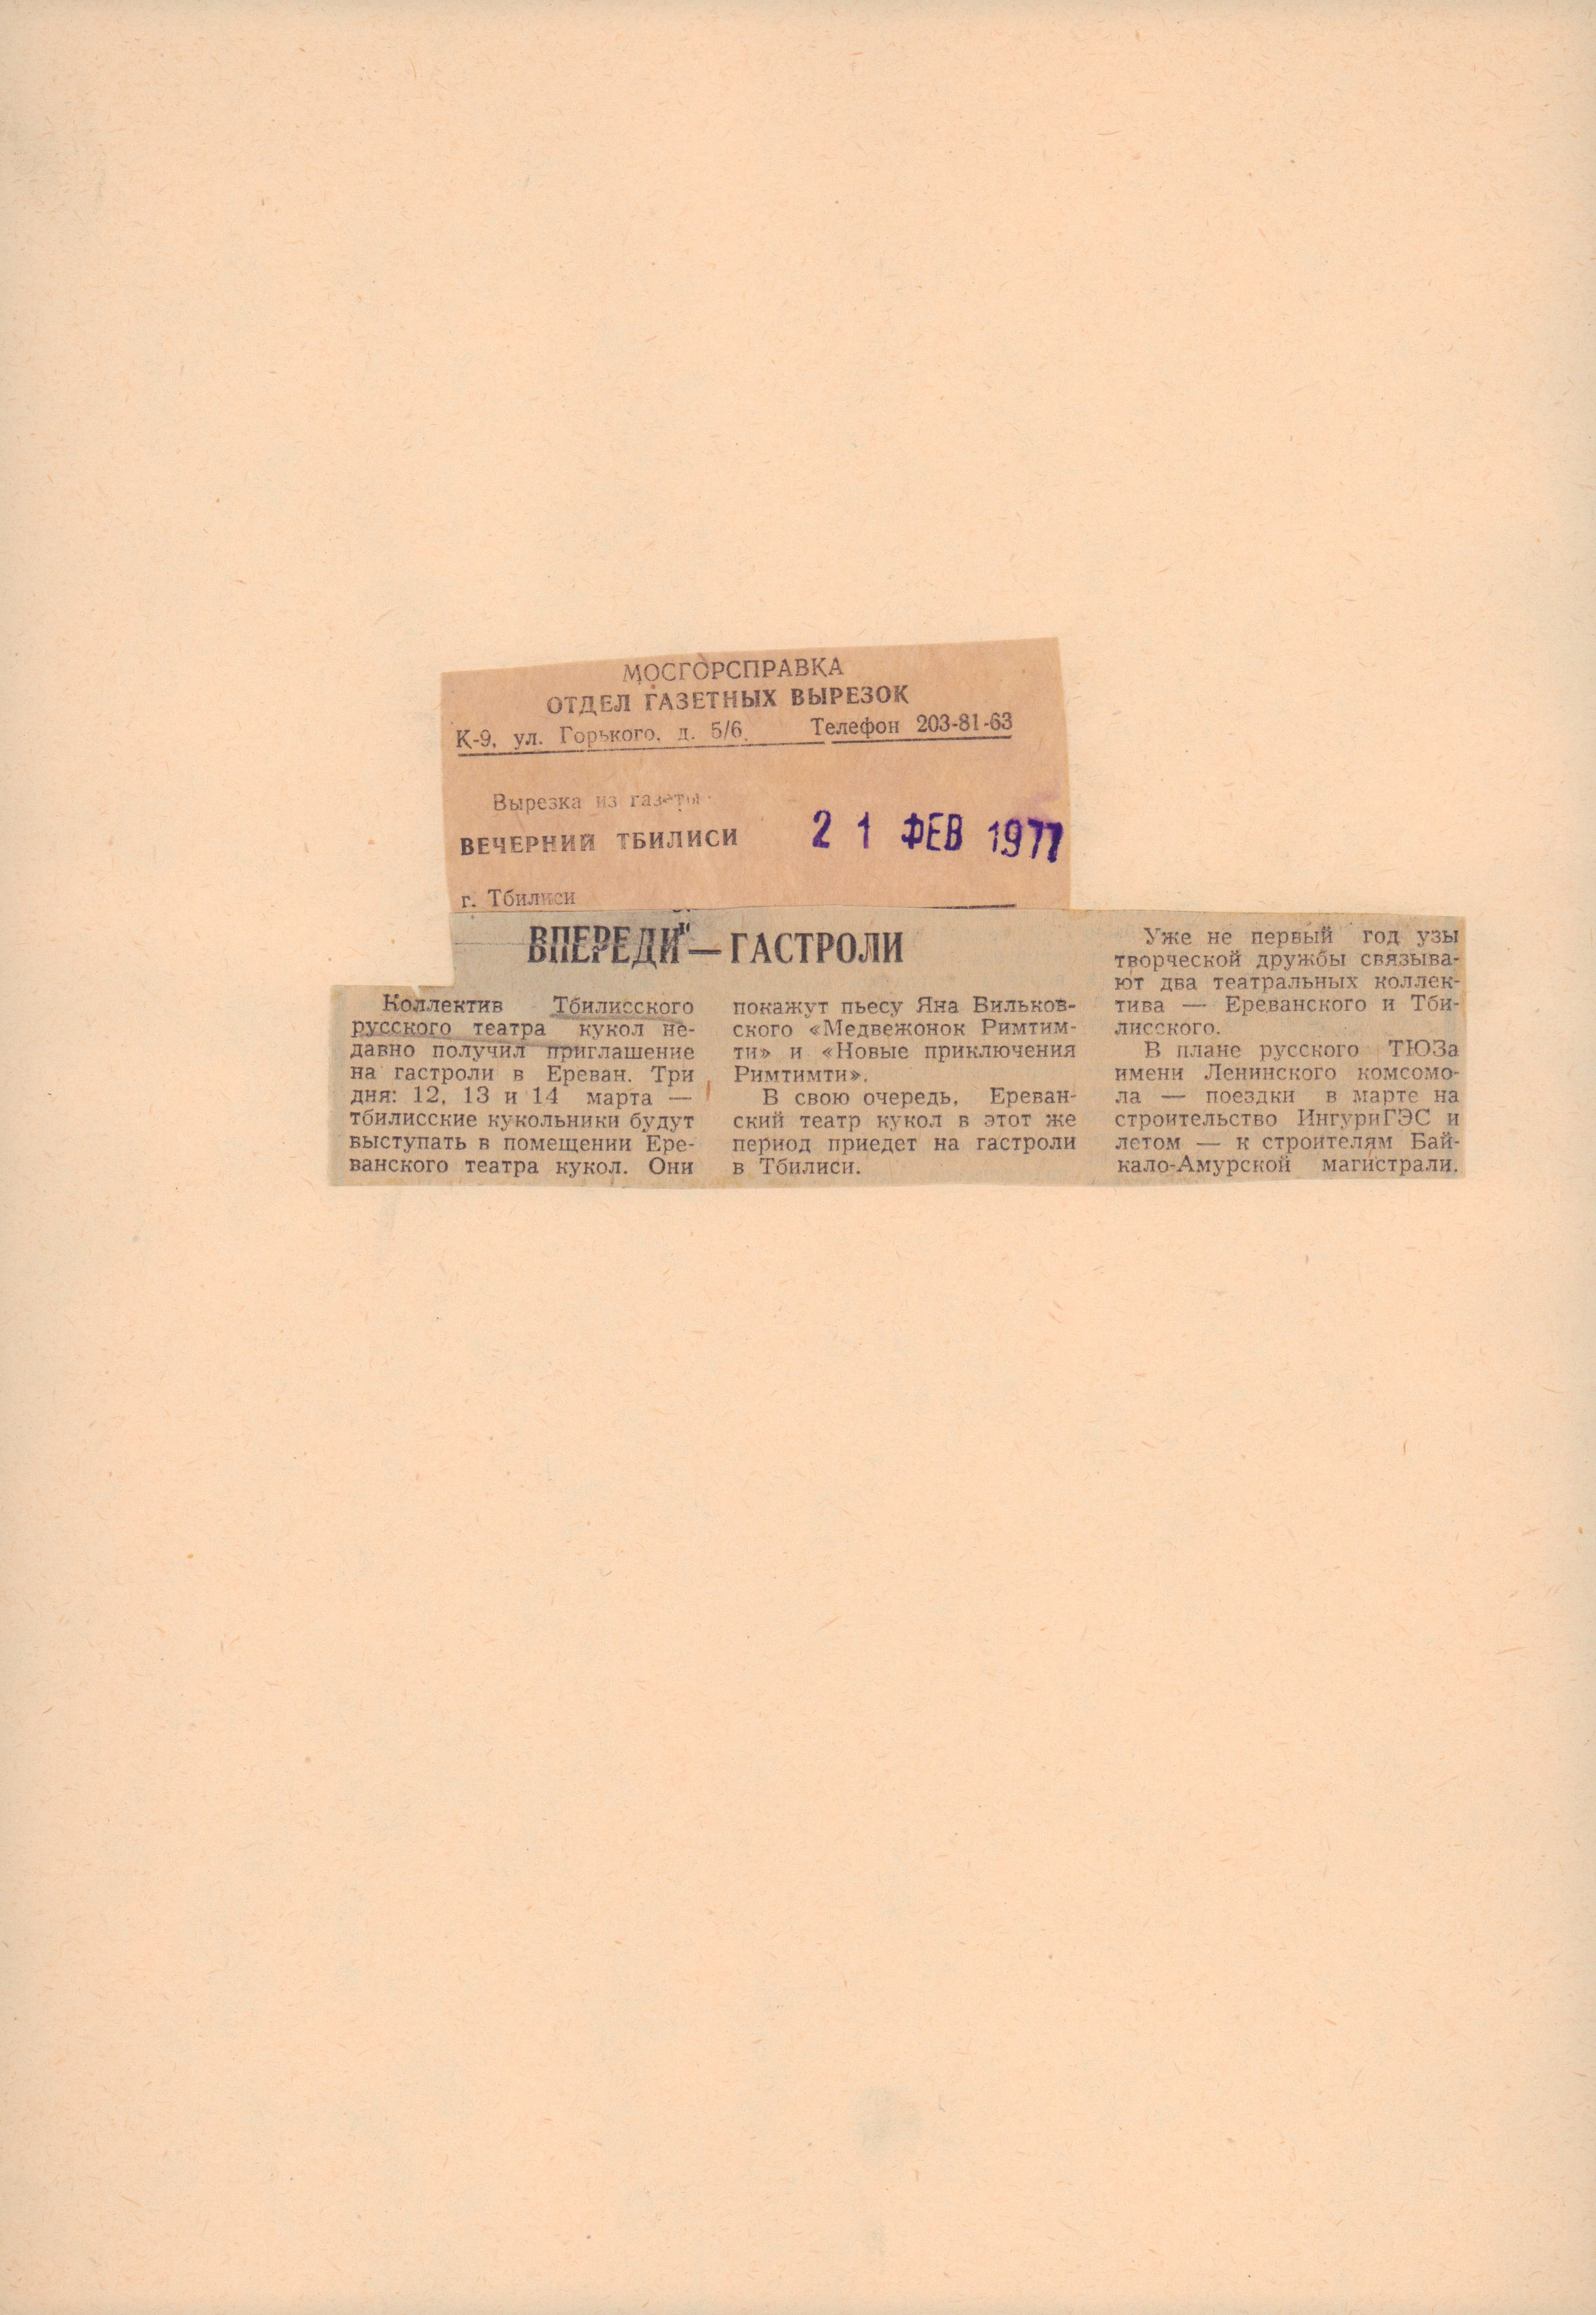 МОСГОРСПРАВКА
ОТДЕЛ ГАЗЕТНЫХ ВЫРЕЗОК
К-9, ул. Горького, д. 5/6. Телефон 203-81-63
Вырезка из газеты
ВЕЧЕРНИЙ ТБИЛИСИ 21 ФЕВ 1977
г. Тбилиси
ВПЕРЕДИ — ГАСТРОЛИ
Коллектив Тбилисского
русского театра кукол не-
давно получил приглашение
на гастроли в Ереван. Три
дня: 12, 13 и 14 марта —
тбилисские кукольники будут
выступать в помещении Ере-
ванского театра кукол. Они
покажут пьесу Яна Вильков-
ского «Медвежонок Римтим-
ти» и «Новые приключения
Римтимти».
В свою очередь, Ереван-
ский театр кукол в этот же
период приедет на гастроли
в Тбилиси.
Уже не первый год узы
творческой дружбы связыва-
ют два театральных коллек-
тива — Ереванского и Тби-
лисского.
В плане русского ТЮЗа
имени Ленинского комсомо-
ла — поездки в марте на
строительство ИнгуриГЭС и
летом — к строителям Бай-
кало-Амурской магистрали.